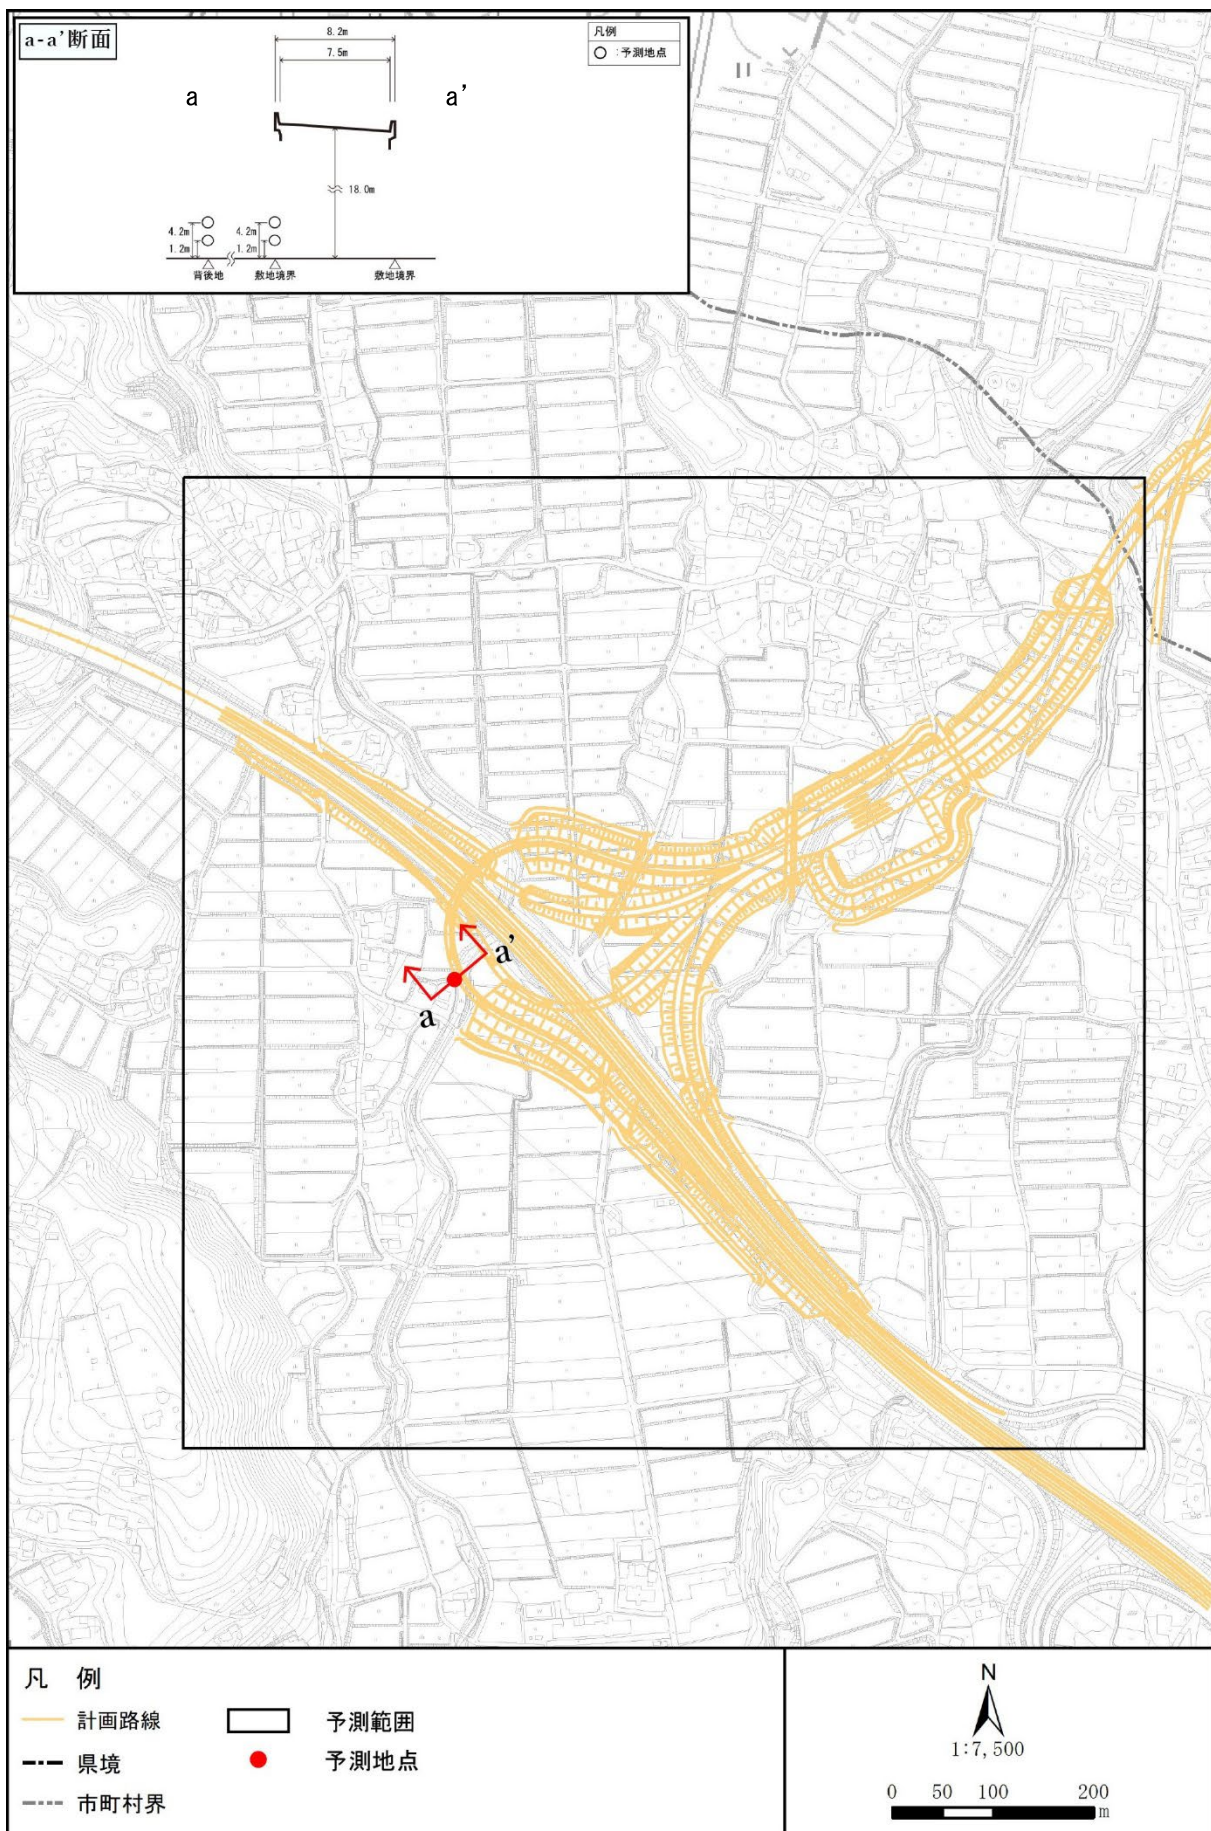 a-a’断面
8.2m
7.5m
凡例
○ :予測地点
a
a’
18.0m
4.2m
4.2m
1.2m
1.2m
背後地
敷地境界
敷地境界
a’
a
凡 例
計画路線
予測範囲
県境
予測地点
市町村界
N
1:7,500
0 50 100 200
m